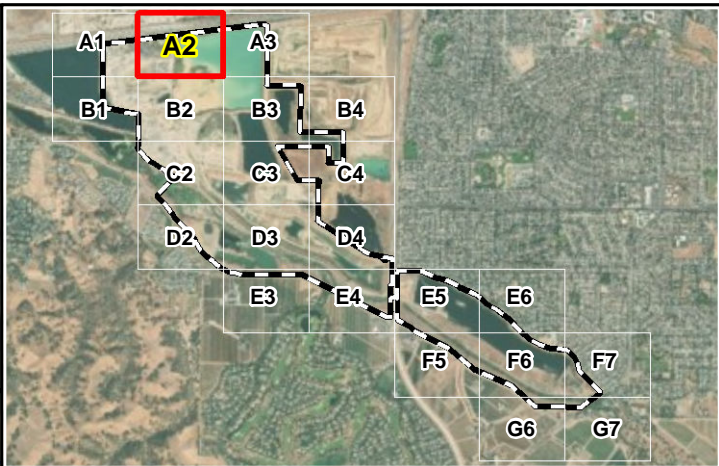 A1 A2 A3
B1 B2 B3 B4
C2 C3 C4
D2 D3 D4
E3 E4 E5 E6
F5 F6 F7
G6 G7